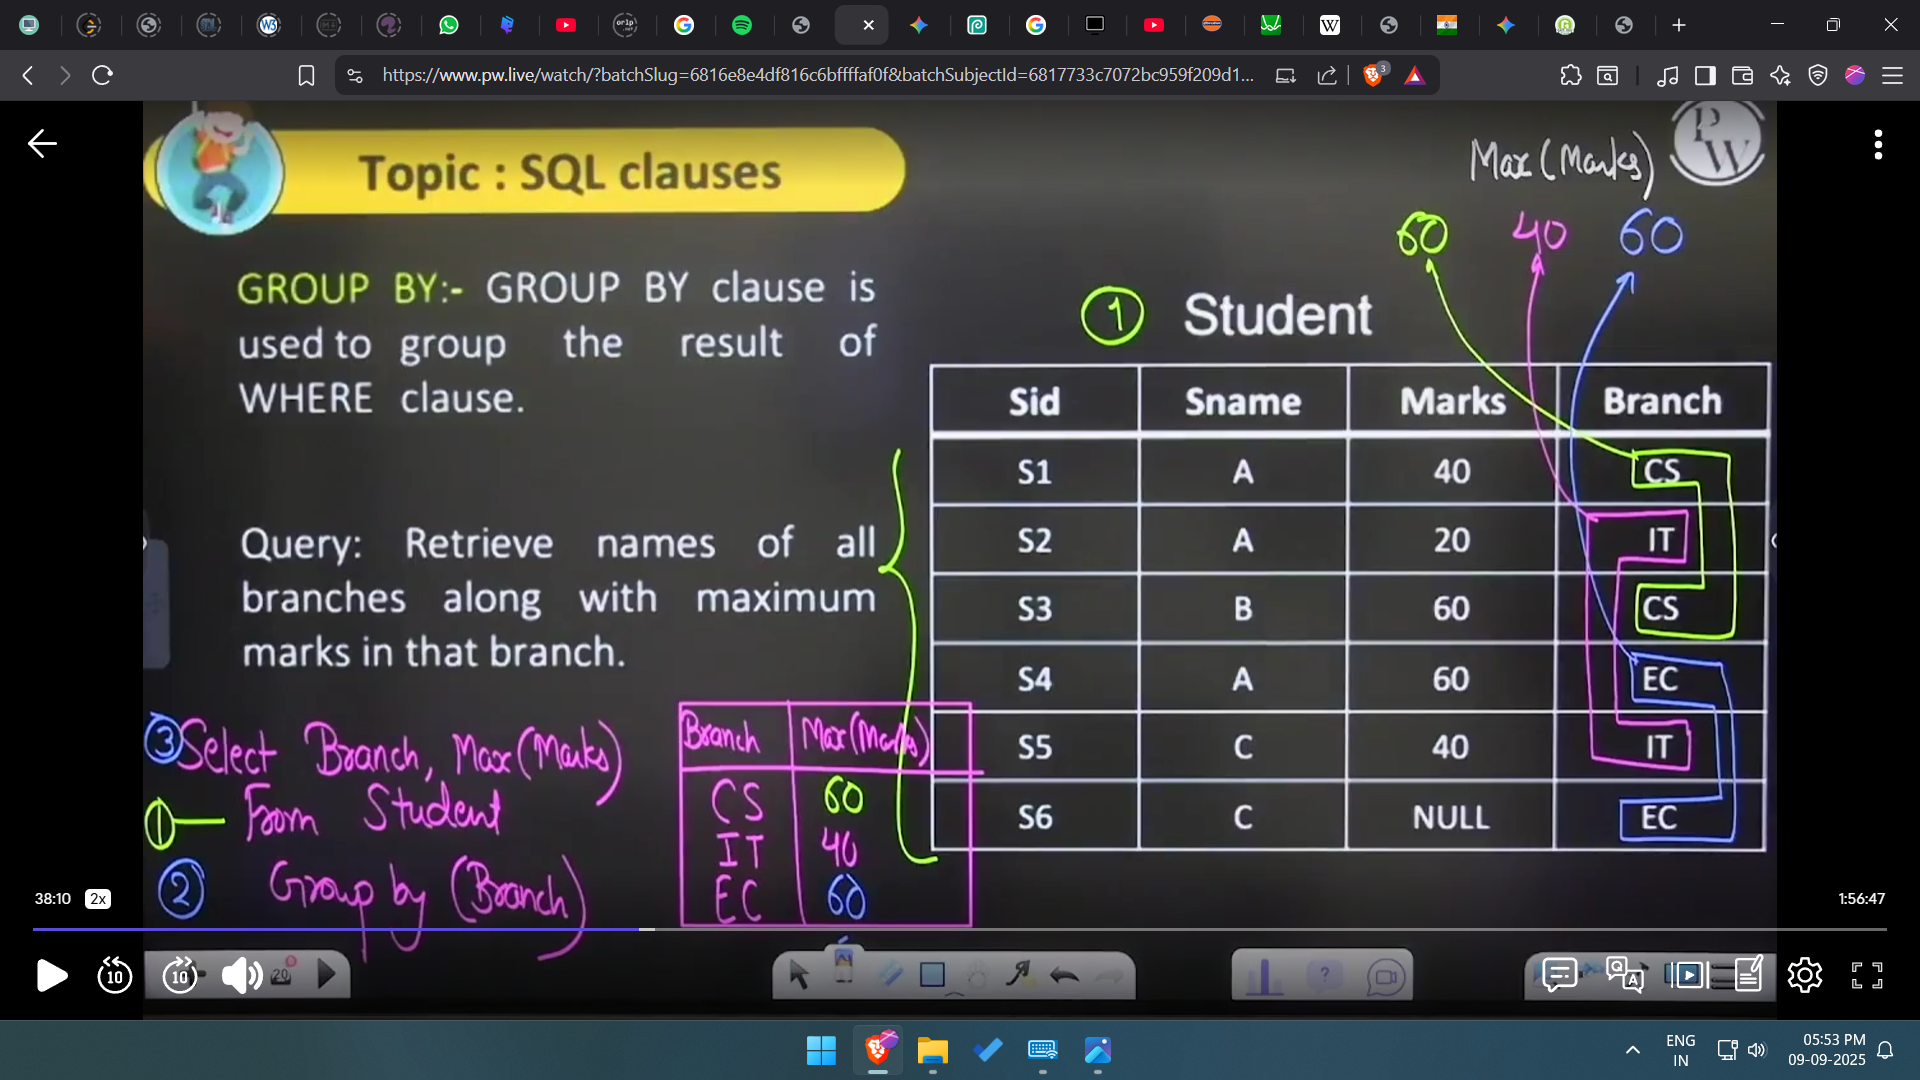 https://www.pw.live/watch/?batchSlug=6816e8e4df816c6bffffaf0f&batchSubjectId=6817733c7072bc959f209d1...
3
Topic : SQL clauses
Max(Marks)
PW
60 40 60
GROUP BY:- GROUP BY clause is
used to group the result of
WHERE clause.
1 Student
Sid Sname Marks Branch
S1 A 40 CS
S2 A 20 IT
S3 B 60 CS
S4 A 60 EC
S5 C 40 IT
S6 C NULL EC
Query: Retrieve names of all
branches along with maximum
marks in that branch.
3 Select Branch, Max(Marks)
1 From Student
2 Group by (Branch)
Branch Max(Marks)
CS 60
IT 40
EC 60
38:10 2x
1:56:47
10 10 20
ENG
IN
05:53 PM
09-09-2025